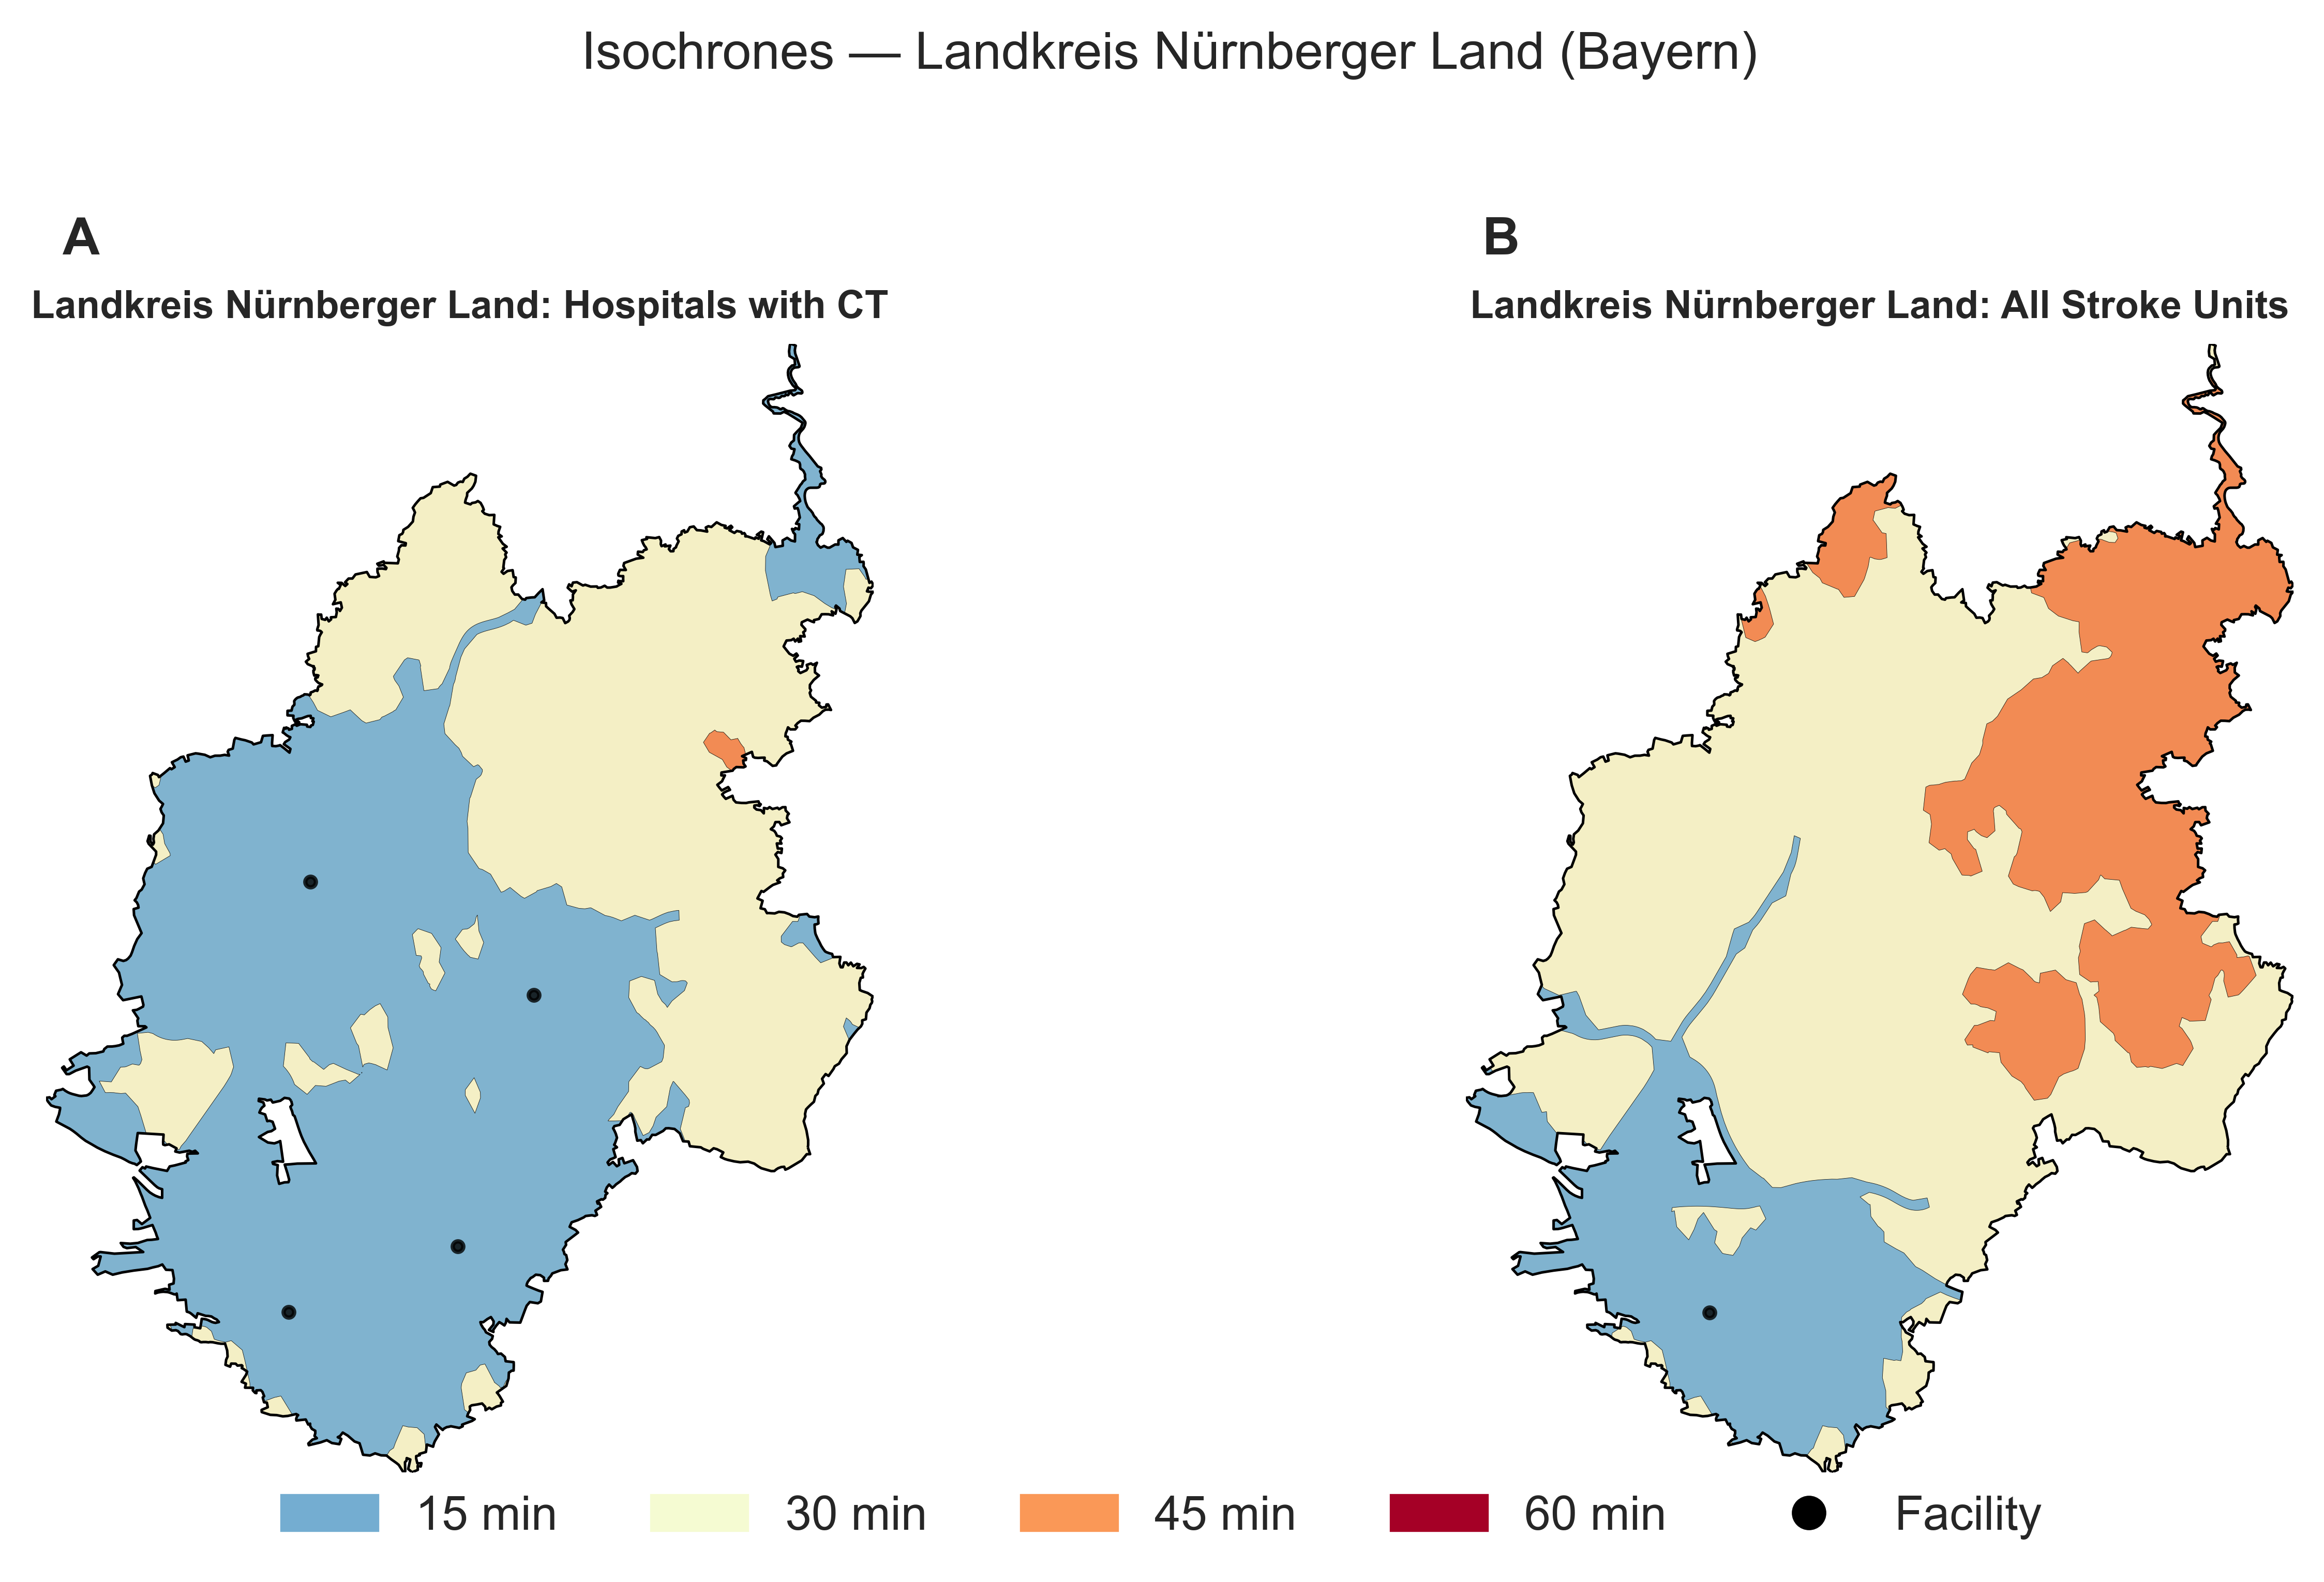 Isochrones — Landkreis Nürnberger Land (Bayern)
A
Landkreis Nürnberger Land: Hospitals with CT
B
Landkreis Nürnberger Land: All Stroke Units
15 min
30 min
45 min
60 min
Facility